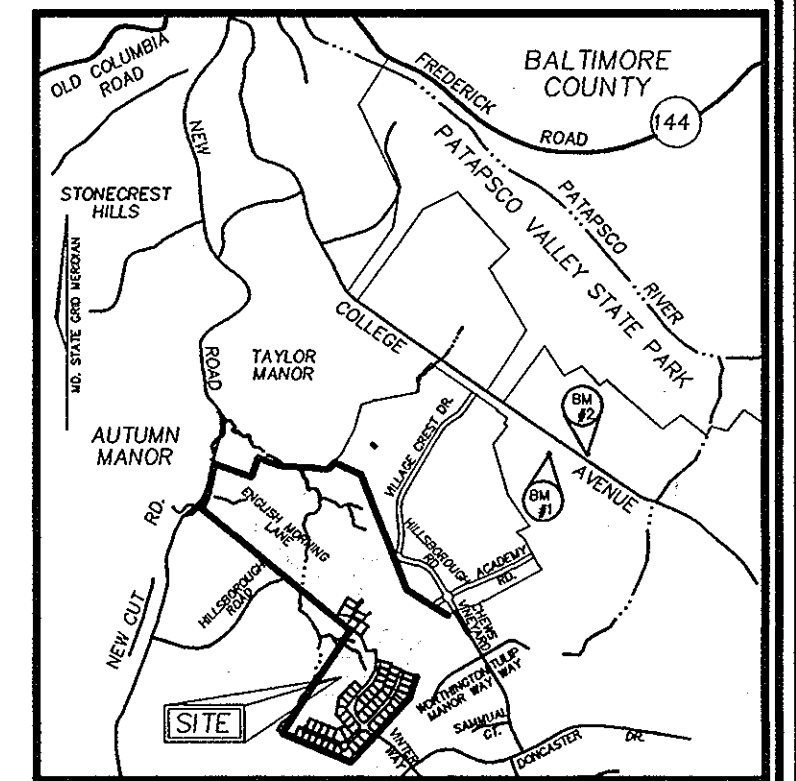 OLD COLUMBIA
ROAD
FREDERICK
ROAD
BALTIMORE
COUNTY
144
NEW
ROAD
PATAPSCO VALLEY STATE PARK
PATAPSCO
RIVER
STONECREST
HILLS
MD. STATE GRID MERIDIAN
COLLEGE
AVENUE
TAYLOR
MANOR
AUTUMN
MANOR
BM
#2
BM
#1
VILLAGE CREST DR.
RD.
ENGLISH MORNING
LANE
HILLSBOROUGH
RD.
ACADEMY
RD.
HILLSBOROUGH
ROAD
NEW CUT
CHEWS
VINEYARD
WORTHINGTON
MANOR WAY
TULIP
WAY
SAMMUAL
CT.
SITE
VINTER
WAY
DONCASTER DR.